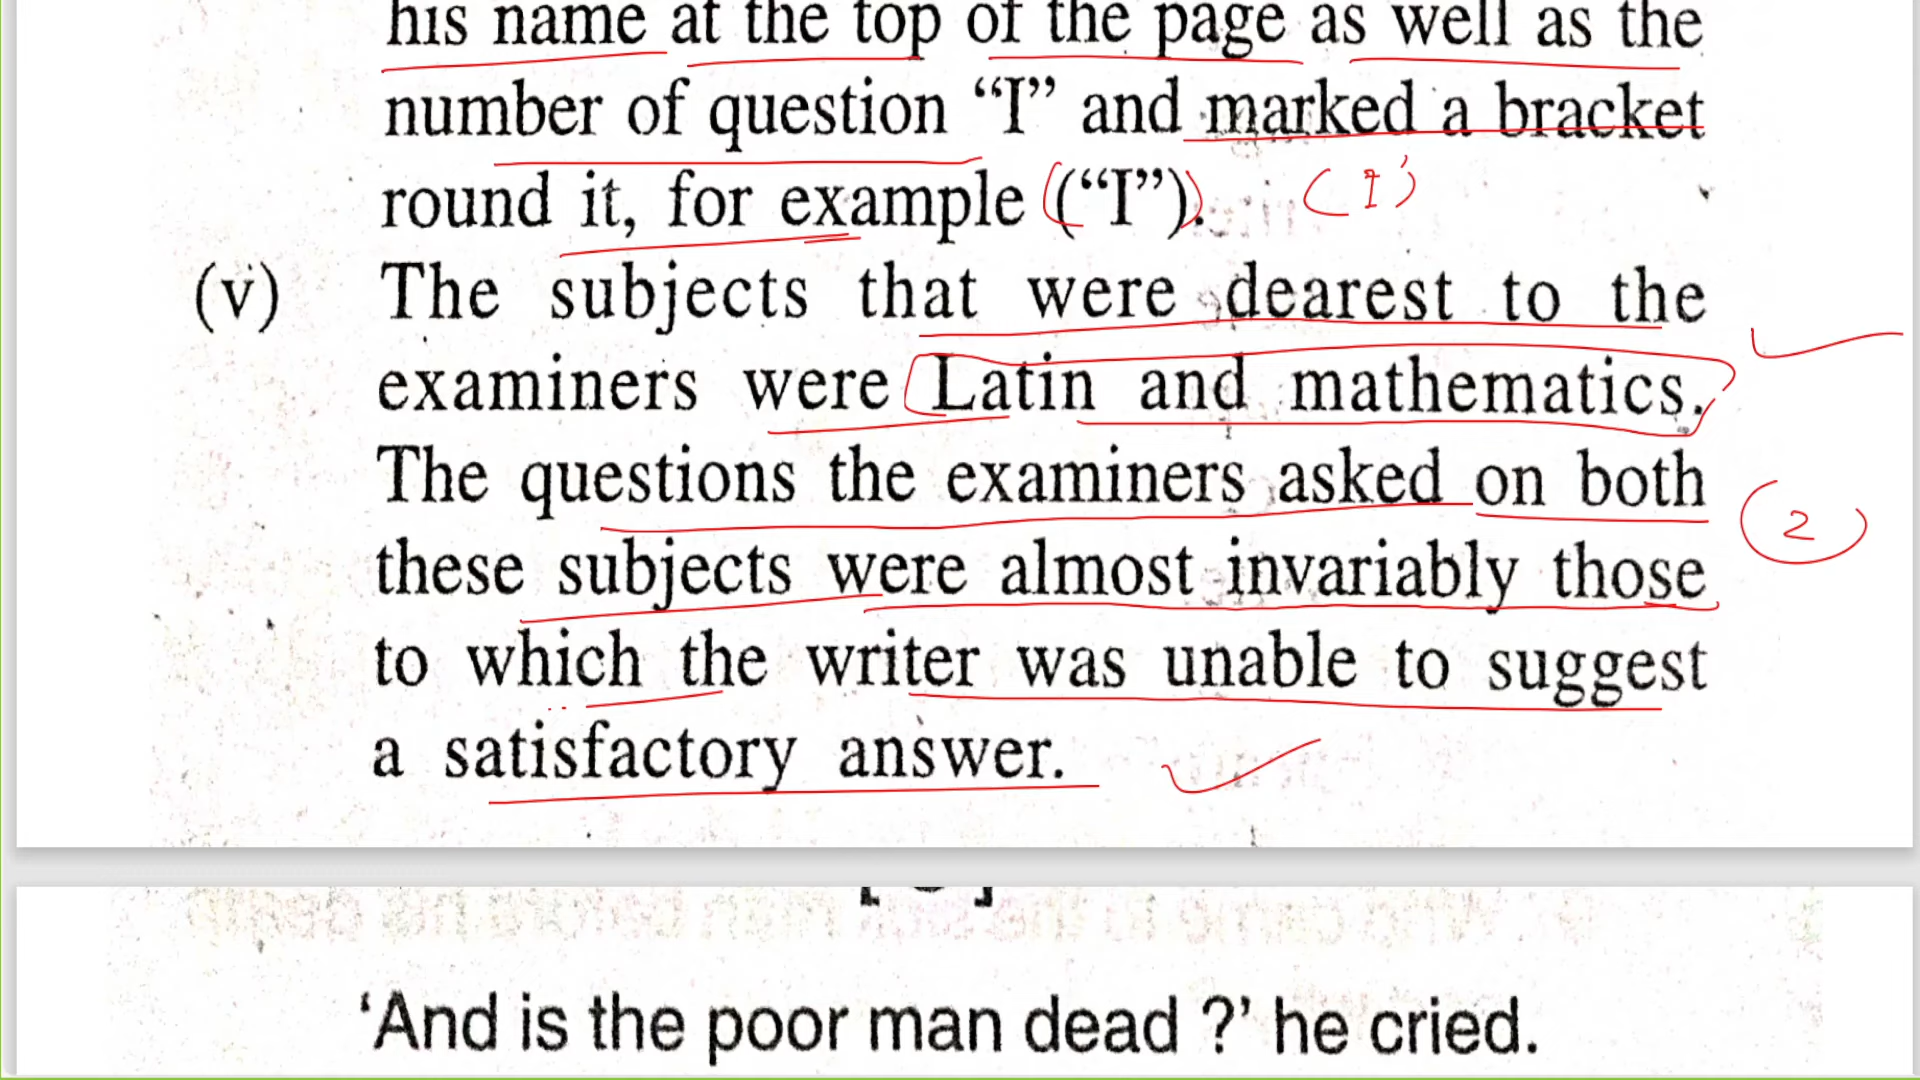 his name at the top of the page as well as the
number of question “I” and marked a bracket
round it, for example (“I”). (I)
(v) The subjects that were dearest to the
examiners were Latin and mathematics.
The questions the examiners asked on both
2
these subjects were almost invariably those
to which the writer was unable to suggest
a satisfactory answer.
‘And is the poor man dead ?’ he cried.